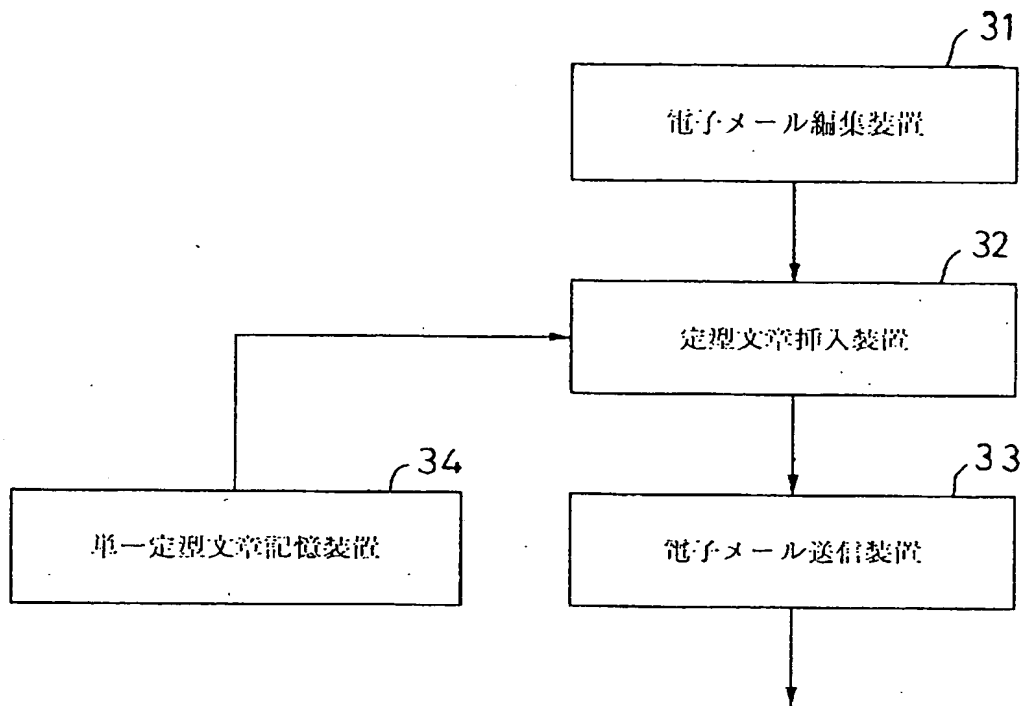 31
電子メール編集装置
32
定型文章挿入装置
34
単一定型文章記憶装置
33
電子メール送信装置